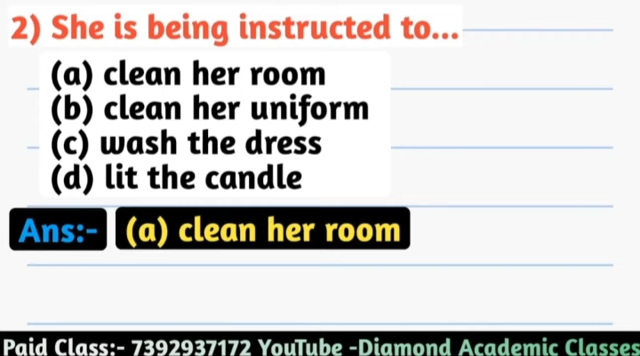 2) She is being instructed to...
(a) clean her room
(b) clean her uniform
(c) wash the dress
(d) lit the candle
Ans:- (a) clean her room
Paid Class:- 7392937172 YouTube -Diamond Academic Classes